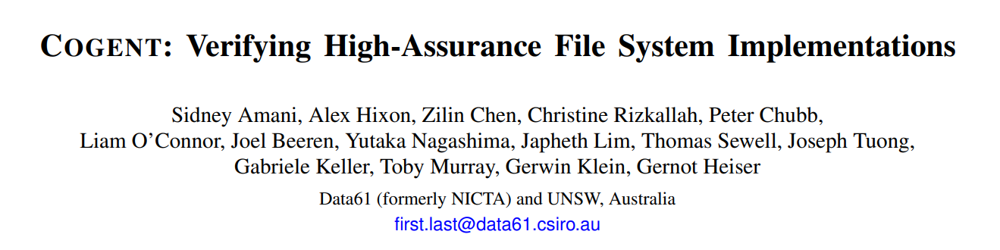 COGENT: Verifying High-Assurance File System Implementations
Sidney Amani, Alex Hixon, Zilin Chen, Christine Rizkallah, Peter Chubb,
Liam O'Connor, Joel Beeren, Yutaka Nagashima, Japheth Lim, Thomas Sewell, Joseph Tuong,
Gabriele Keller, Toby Murray, Gerwin Klein, Gernot Heiser
Data61 (formerly NICTA) and UNSW, Australia
first.last@data61.csiro.au